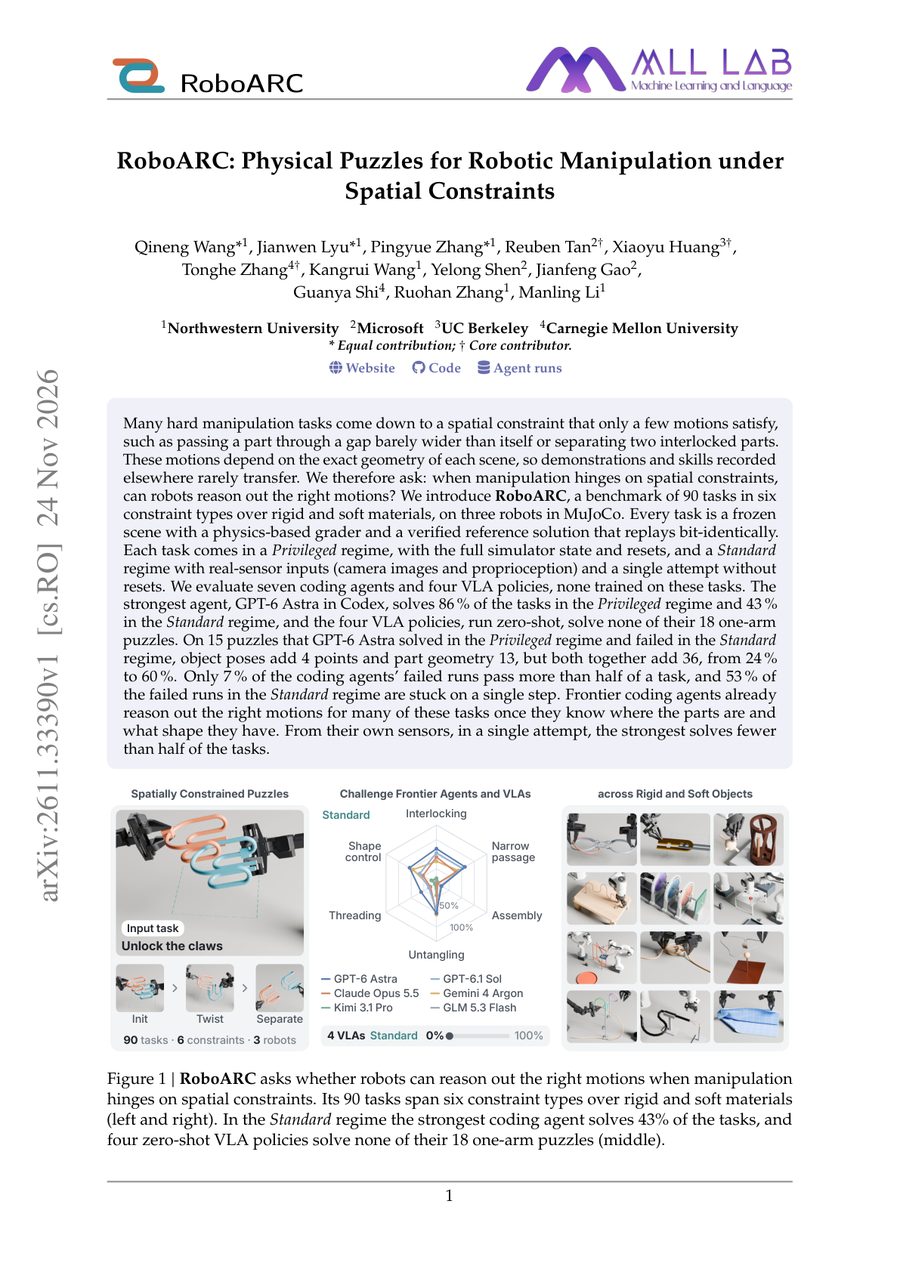 RoboARC
MLL LAB
Machine Learning and Language
RoboARC: Physical Puzzles for Robotic Manipulation under
Spatial Constraints
Qineng Wang*1, Jianwen Lyu*1, Pingyue Zhang*1, Reuben Tan2†, Xiaoyu Huang3†,
Tonghe Zhang4†, Kangrui Wang1, Yelong Shen2, Jianfeng Gao2,
Guanya Shi4, Ruohan Zhang1, Manling Li1
1Northwestern University 2Microsoft 3UC Berkeley 4Carnegie Mellon University
* Equal contribution; † Core contributor.
Website Code Agent runs
arXiv:2611.33390v1 [cs.RO] 24 Nov 2026
Many hard manipulation tasks come down to a spatial constraint that only a few motions satisfy,
such as passing a part through a gap barely wider than itself or separating two interlocked parts.
These motions depend on the exact geometry of each scene, so demonstrations and skills recorded
elsewhere rarely transfer. We therefore ask: when manipulation hinges on spatial constraints,
can robots reason out the right motions? We introduce RoboARC, a benchmark of 90 tasks in six
constraint types over rigid and soft materials, on three robots in MuJoCo. Every task is a frozen
scene with a physics-based grader and a verified reference solution that replays bit-identically.
Each task comes in a Privileged regime, with the full simulator state and resets, and a Standard
regime with real-sensor inputs (camera images and proprioception) and a single attempt without
resets. We evaluate seven coding agents and four VLA policies, none trained on these tasks. The
strongest agent, GPT-6 Astra in Codex, solves 86 % of the tasks in the Privileged regime and 43 %
in the Standard regime, and the four VLA policies, run zero-shot, solve none of their 18 one-arm
puzzles. On 15 puzzles that GPT-6 Astra solved in the Privileged regime and failed in the Standard
regime, object poses add 4 points and part geometry 13, but both together add 36, from 24 %
to 60 %. Only 7 % of the coding agents' failed runs pass more than half of a task, and 53 % of
the failed runs in the Standard regime are stuck on a single step. Frontier coding agents already
reason out the right motions for many of these tasks once they know where the parts are and
what shape they have. From their own sensors, in a single attempt, the strongest solves fewer
than half of the tasks.
Spatially Constrained Puzzles
Input task
Unlock the claws
Init
Twist
Separate
90 tasks · 6 constraints · 3 robots
Challenge Frontier Agents and VLAs
Standard
Interlocking
Shape
control
Narrow
passage
50%
Threading
Assembly
100%
Untangling
GPT-6 Astra
GPT-6.1 Sol
Claude Opus 5.5
Gemini 4 Argon
Kimi 3.1 Pro
GLM 5.3 Flash
4 VLAs Standard 0% 100%
across Rigid and Soft Objects
Figure 1 | RoboARC asks whether robots can reason out the right motions when manipulation
hinges on spatial constraints. Its 90 tasks span six constraint types over rigid and soft materials
(left and right). In the Standard regime the strongest coding agent solves 43% of the tasks, and
four zero-shot VLA policies solve none of their 18 one-arm puzzles (middle).
1